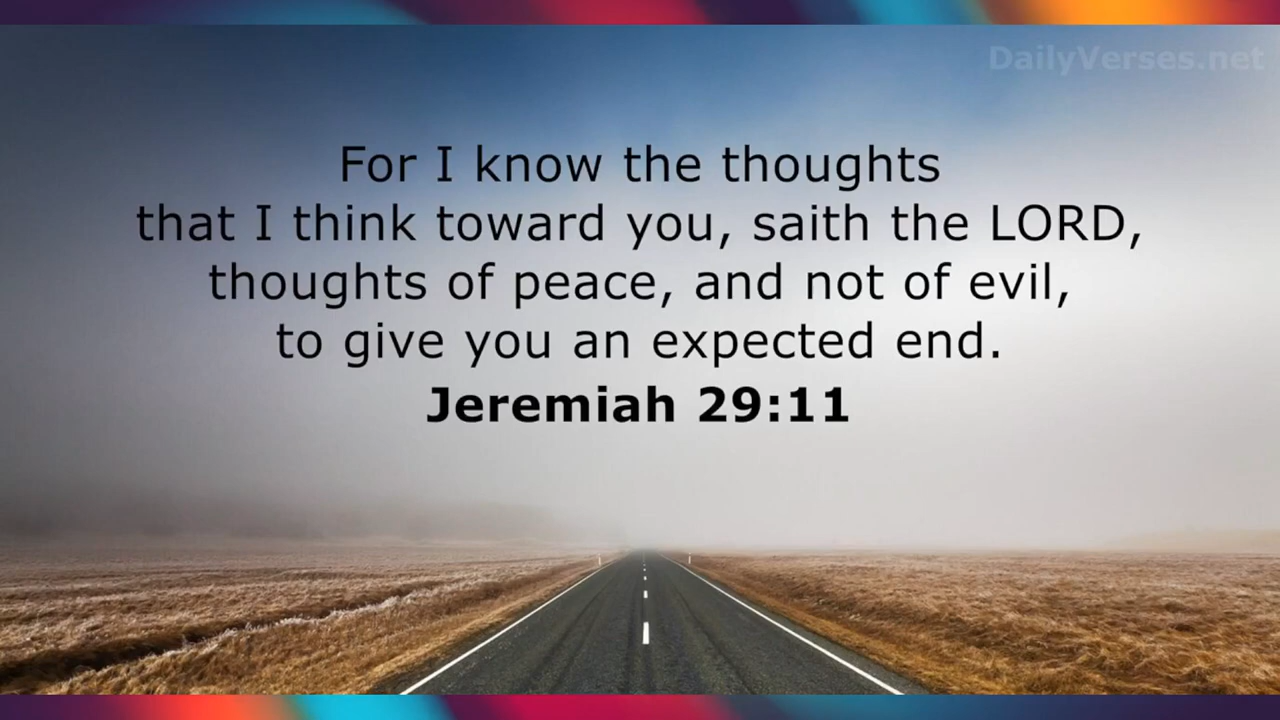 DailyVerses.net
For I know the thoughts
that I think toward you, saith the LORD,
thoughts of peace, and not of evil,
to give you an expected end.
Jeremiah 29:11